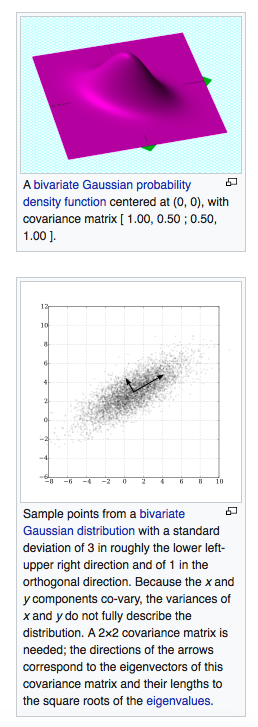 A bivariate Gaussian probability
density function centered at (0, 0), with
covariance matrix [ 1.00, 0.50 ; 0.50,
1.00 ].
12
10
8
6
4
2
0
−2
−4
−6
−8 −6 −4 −2 0 2 4 6 8 10
Sample points from a bivariate
Gaussian distribution with a standard
deviation of 3 in roughly the lower left-
upper right direction and of 1 in the
orthogonal direction. Because the x and
y components co-vary, the variances of
x and y do not fully describe the
distribution. A 2×2 covariance matrix is
needed; the directions of the arrows
correspond to the eigenvectors of this
covariance matrix and their lengths to
the square roots of the eigenvalues.